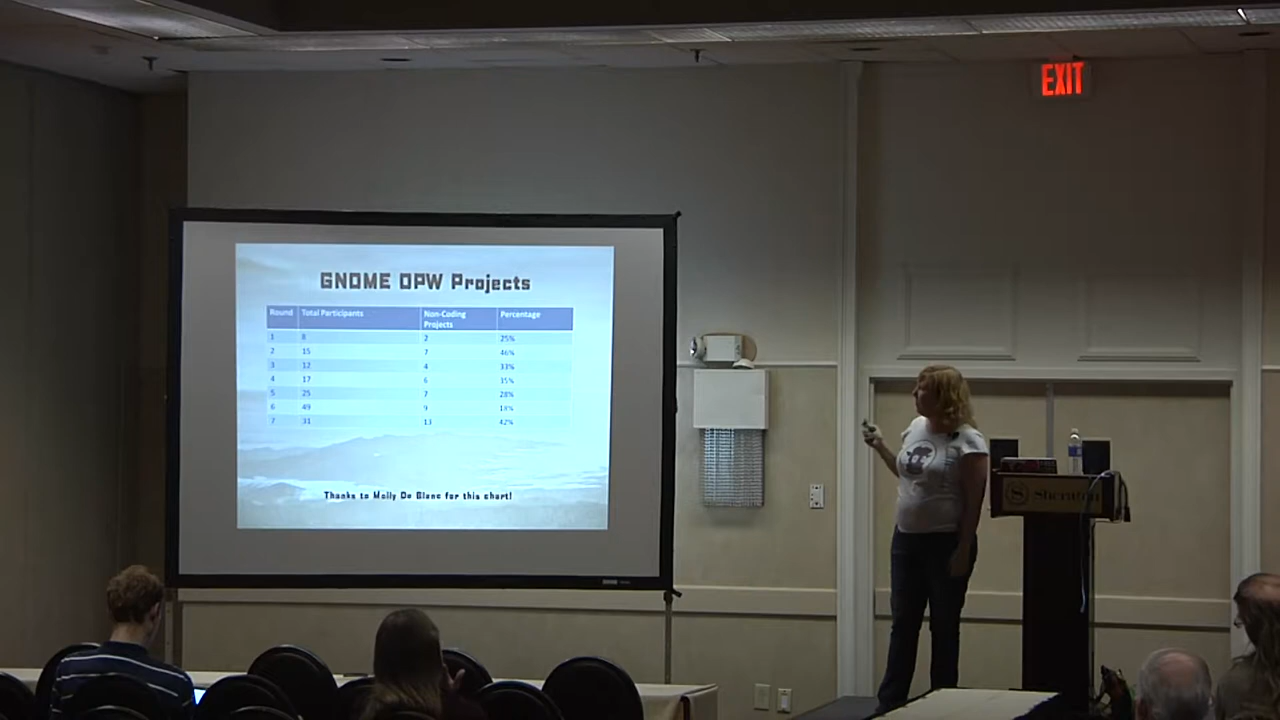 EXIT
GNOME OPW Projects
Round Total Participants Non-Coding Projects Percentage
1 8 2 25%
2 15 7 46%
3 12 4 33%
4 17 6 35%
5 25 7 28%
6 49 9 18%
7 31 13 42%
Thanks to Molly De Blanc for this chart!
Sheraton